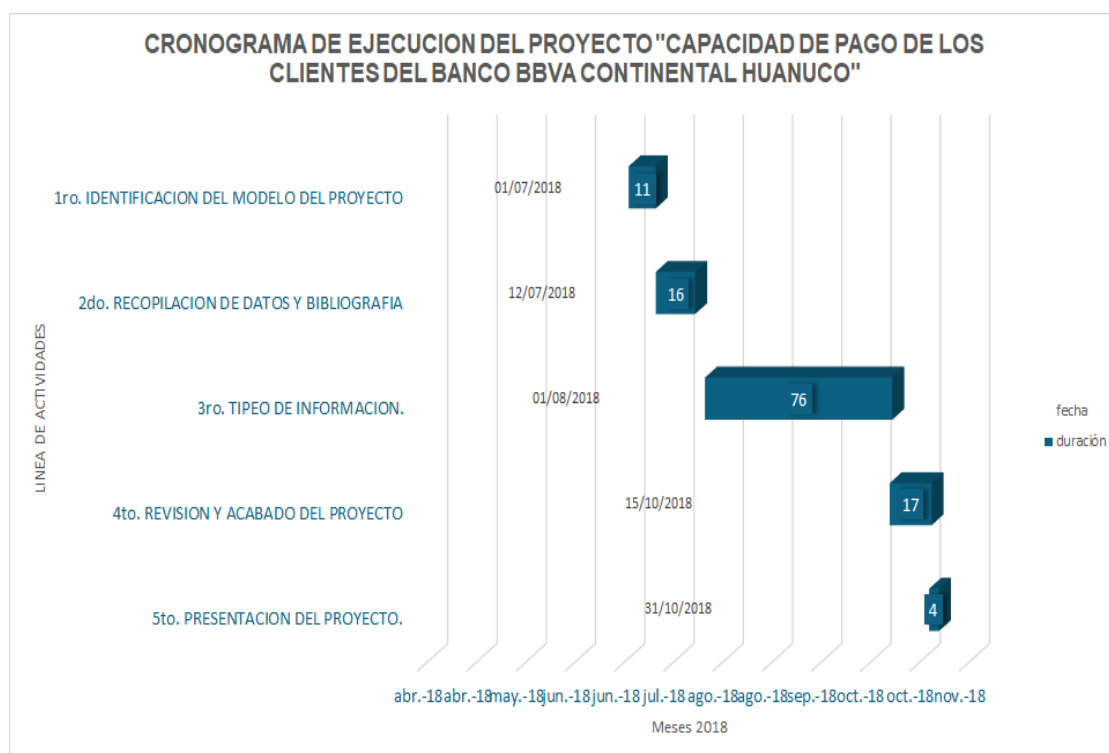 CRONOGRAMA DE EJECUCION DEL PROYECTO "CAPACIDAD DE PAGO DE LOS
CLIENTES DEL BANCO BBVA CONTINENTAL HUANUCO"
LINEA DE ACTIVIDADES
1ro. IDENTIFICACION DEL MODELO DEL PROYECTO
01/07/2018
11
2do. RECOPILACION DE DATOS Y BIBLIOGRAFIA
12/07/2018
16
3ro. TIPEO DE INFORMACION.
01/08/2018
76
4to. REVISION Y ACABADO DEL PROYECTO
15/10/2018
17
5to. PRESENTACION DEL PROYECTO.
31/10/2018
4
fecha
duración
abr.-18 abr.-18 may.-18 jun.-18 jun.-18 jul.-18 ago.-18 ago.-18 sep.-18 oct.-18 oct.-18 nov.-18
Meses 2018